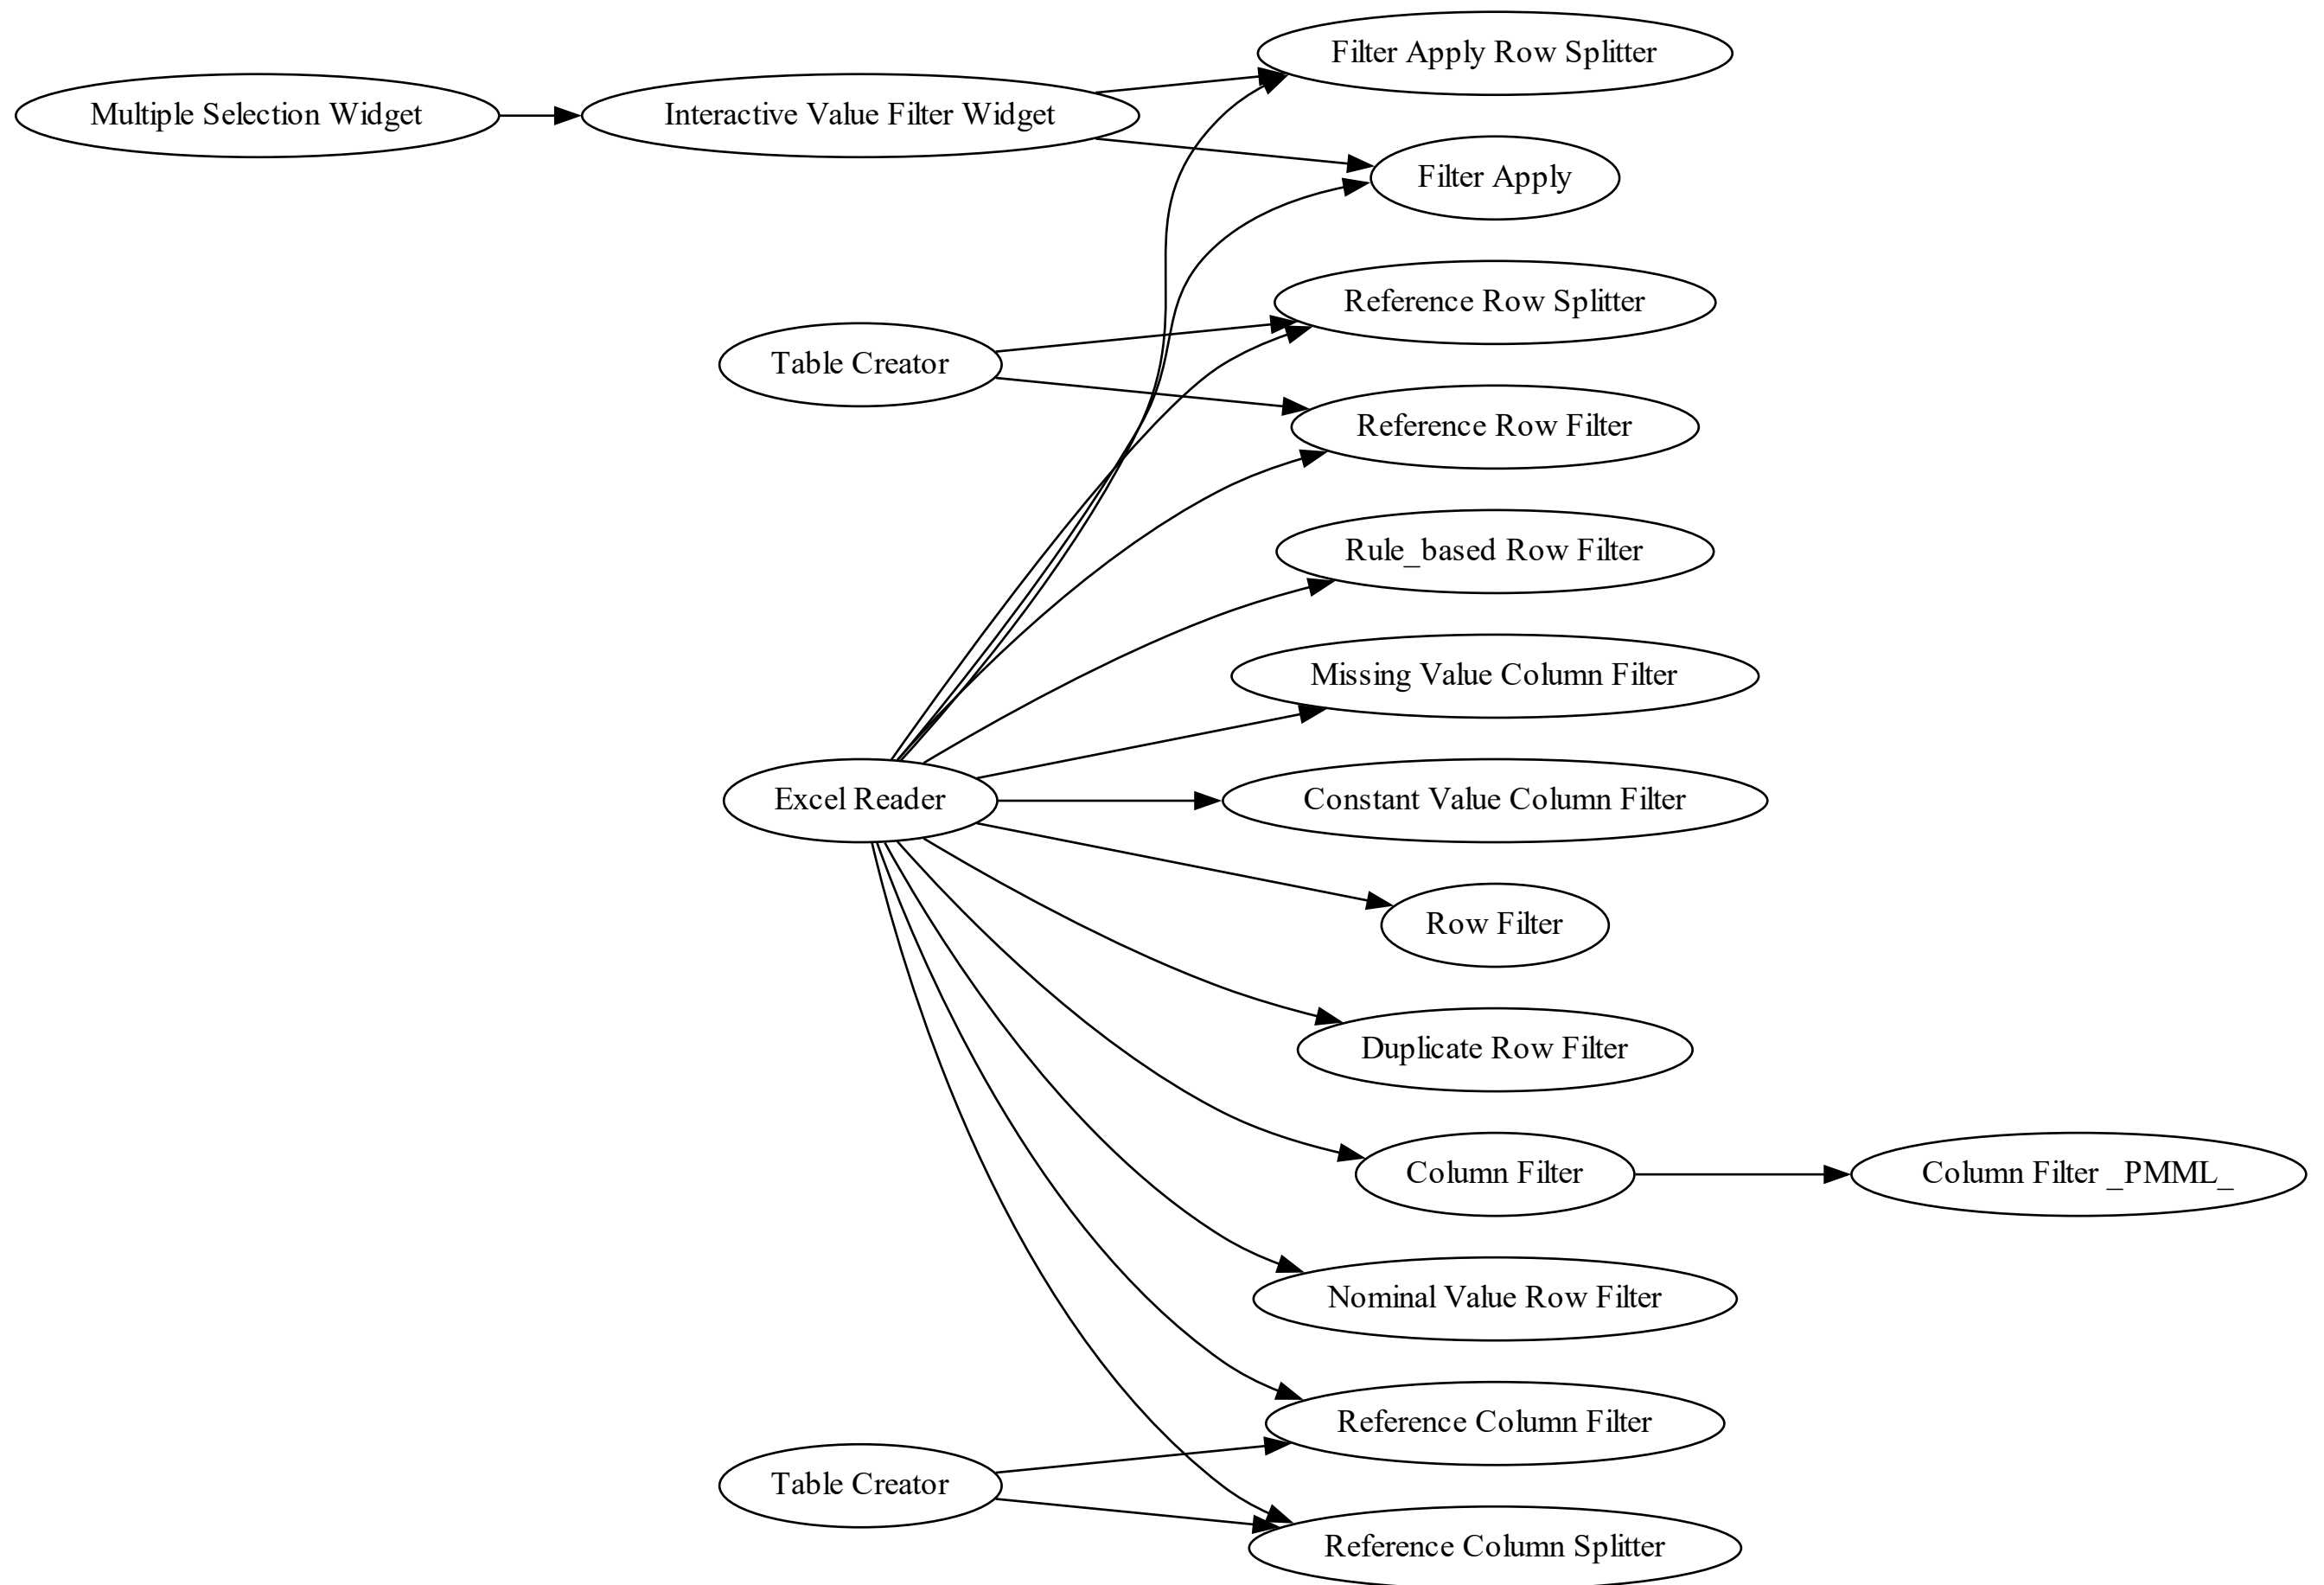 Filter Apply Row Splitter
Multiple Selection Widget
Interactive Value Filter Widget
Filter Apply
Reference Row Splitter
Table Creator
Reference Row Filter
Rule_based Row Filter
Missing Value Column Filter
Excel Reader
Constant Value Column Filter
Row Filter
Duplicate Row Filter
Column Filter
Column Filter _PMML_
Nominal Value Row Filter
Reference Column Filter
Table Creator
Reference Column Splitter